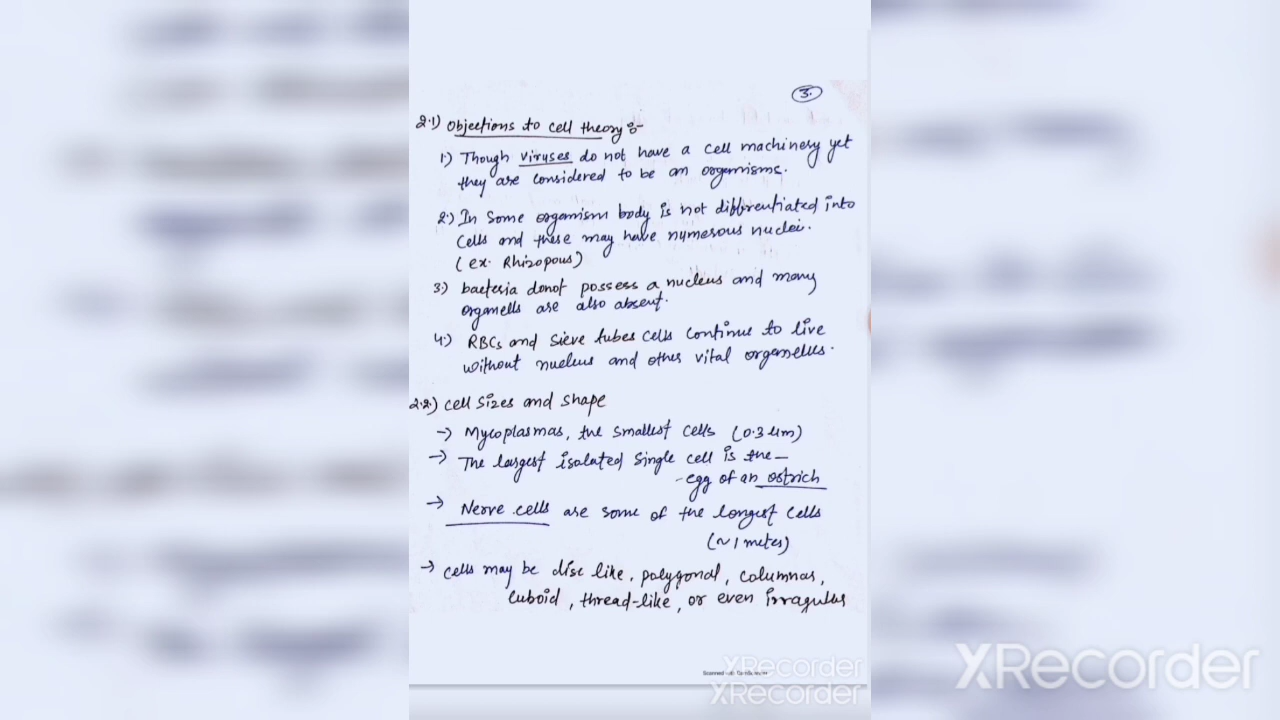 3.
2.1) Objections to cell theory :-
1.) Though viruses do not have a cell machinery yet
they are considered to be an organisms.
2.) In some organism body is not differentiated into
cells and these may have numerous nuclei.
(ex. Rhizopous)
3) bacteria donot possess a nucleus and many
organells are also absent.
4.) RBCs and Sieve tubes cells continue to live
without nucleus and other vital organelles.
2.2.) Cell Sizes and Shape
-> Mycoplasmas, the smallest cells (0.3 μm)
→ The largest isolated single cell is the —
- egg of an ostrich
→ Nerve cells are some of the longest cells
(~1 meter)
→ Cells may be disc like, polygonal, columnar,
Cuboid, thread-like, or even irragular
Scanned with
XRecorder
XRecorder
XRecorder